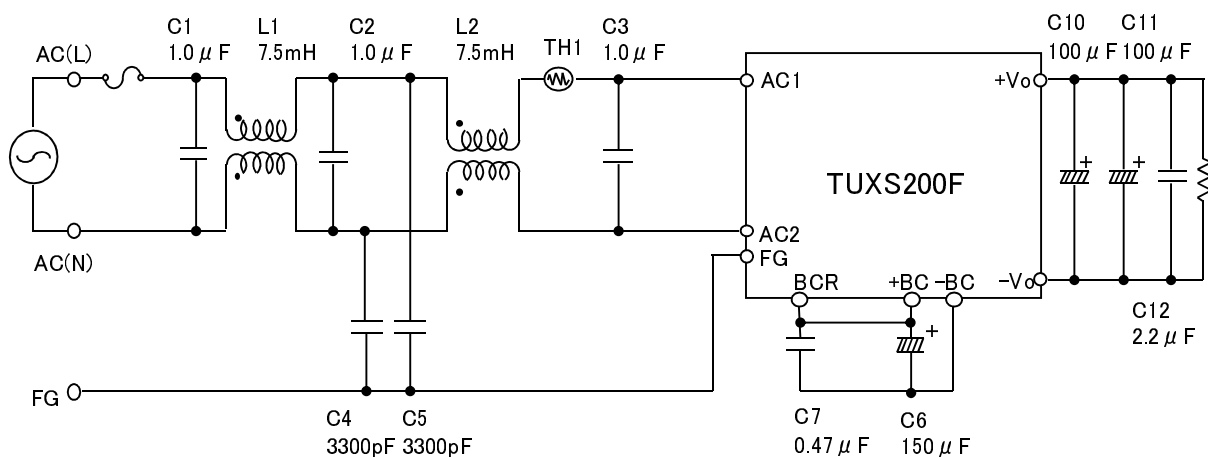 C1
1.0μF
L1
7.5mH
C2
1.0μF
L2
7.5mH
TH1
C3
1.0μF
C10
100μF
C11
100μF
AC(L)
AC1
+Vo
TUXS200F
AC(N)
AC2
FG
BCR
+BC
-BC
-Vo
+
+
+
C12
2.2μF
FG
C4
3300pF
C5
3300pF
C7
0.47μF
C6
150μF